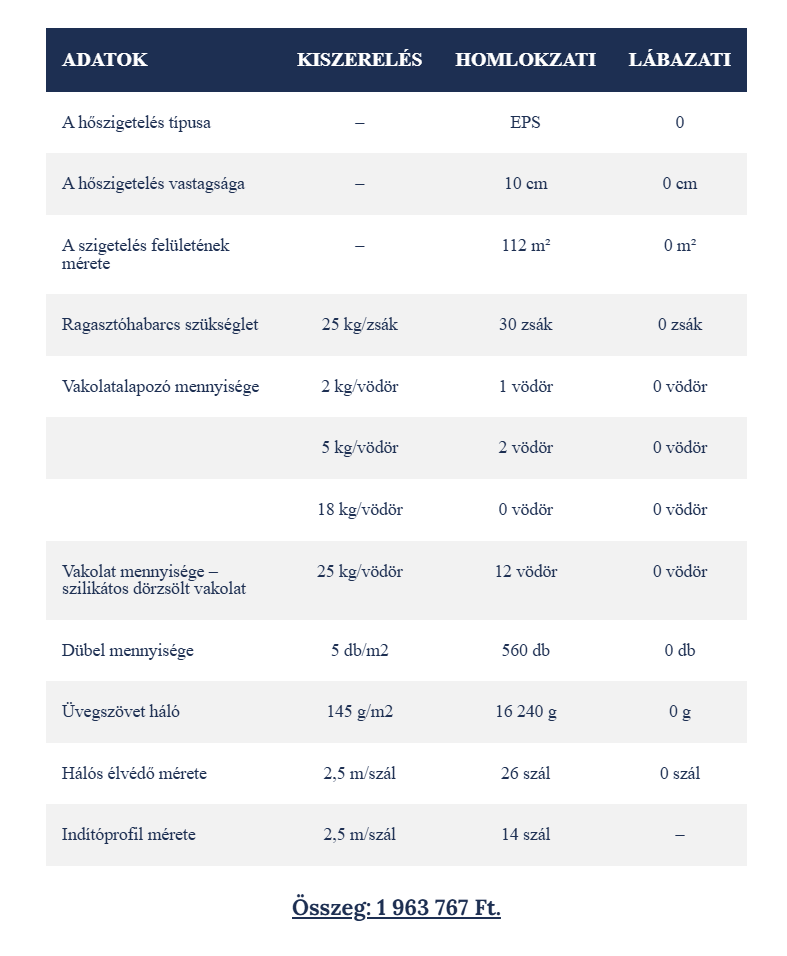 ADATOK KISZERELÉS HOMLOKZATI LÁBAZATI
A hőszigetelés típusa – EPS 0
A hőszigetelés vastagsága – 10 cm 0 cm
A szigetelés felületének – 112 m² 0 m²
mérete
Ragasztóhabarcs szükséglet 25 kg/zsák 30 zsák 0 zsák
Vakolatalapozó mennyisége 2 kg/vödör 1 vödör 0 vödör
5 kg/vödör 2 vödör 0 vödör
18 kg/vödör 0 vödör 0 vödör
Vakolat mennyisége – 25 kg/vödör 12 vödör 0 vödör
szilikátos dörzsölt vakolat
Dübel mennyisége 5 db/m2 560 db 0 db
Üvegszövet háló 145 g/m2 16 240 g 0 g
Hálós élvédő mérete 2,5 m/szál 26 szál 0 szál
Indítóprofil mérete 2,5 m/szál 14 szál –
Összeg: 1 963 767 Ft.